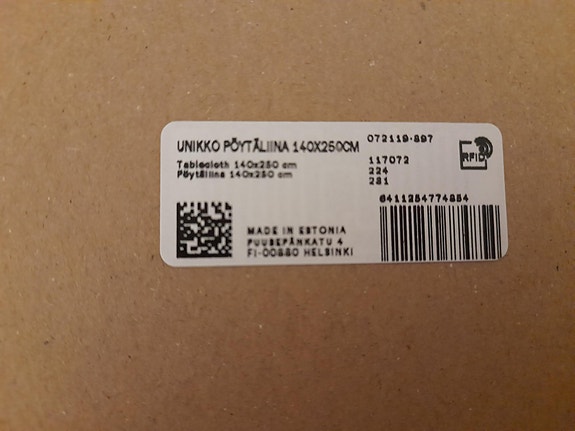 UNIKKO PÖYTÄLIINA 140X250CM
Tablecloth 140x250 cm
Pöytäliina 140x250 cm
072119-897
117072
224
281
RFID
6411254774854
MADE IN ESTONIA
PUUSEPÄNKATU 4
FI-00880 HELSINKI